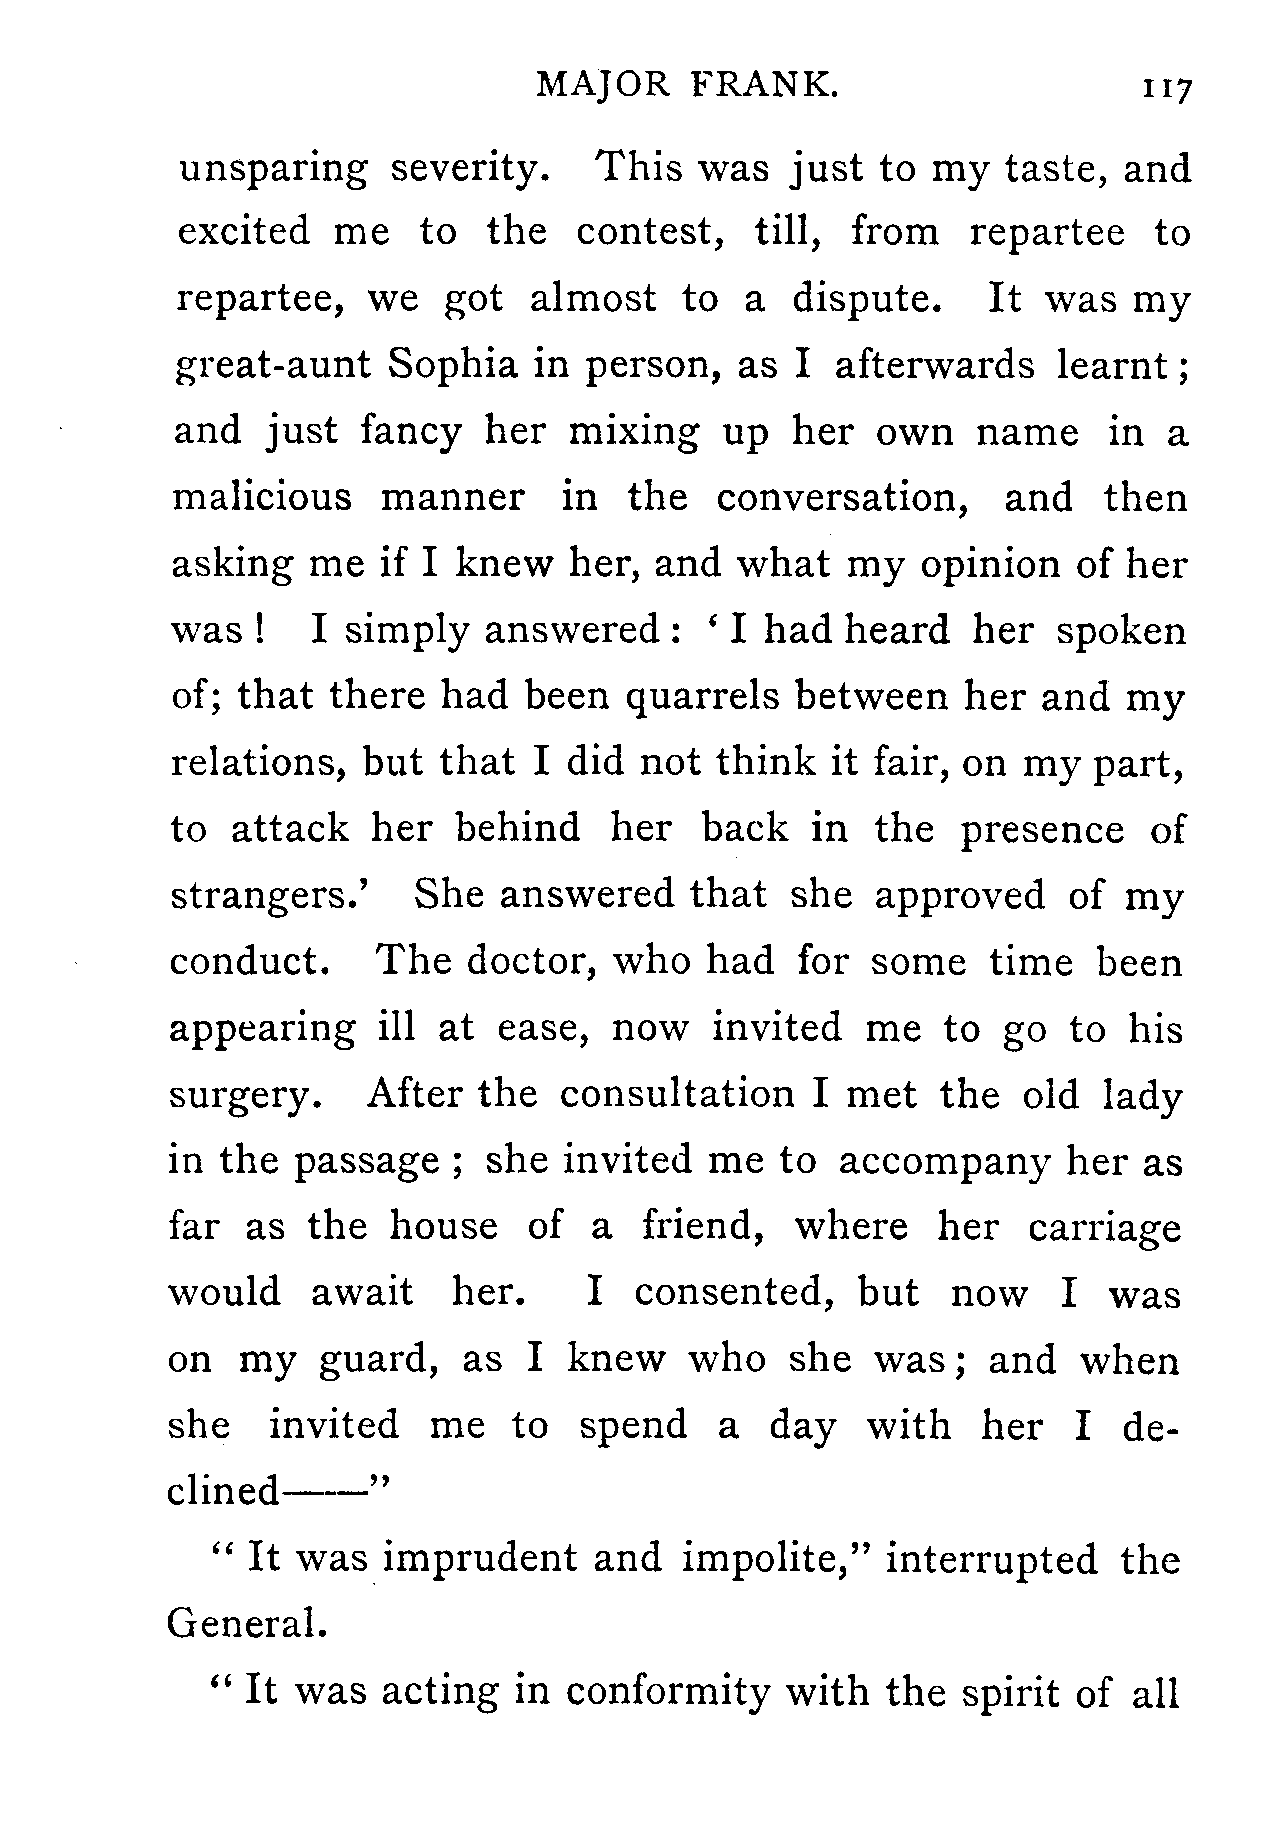 MAJOR FRANK. 117
unsparing severity. This was just to my taste, and
excited me to the contest, till, from repartee to
repartee, we got almost to a dispute. It was my
great-aunt Sophia in person, as I afterwards learnt ;
and just fancy her mixing up her own name in a
malicious manner in the conversation, and then
asking me if I knew her, and what my opinion of her
was ! I simply answered : ‘ I had heard her spoken
of; that there had been quarrels between her and my
relations, but that I did not think it fair, on my part,
to attack her behind her back in the presence of
strangers.’ She answered that she approved of my
conduct. The doctor, who had for some time been
appearing ill at ease, now invited me to go to his
surgery. After the consultation I met the old lady
in the passage ; she invited me to accompany her as
far as the house of a friend, where her carriage
would await her. I consented, but now I was
on my guard, as I knew who she was ; and when
she invited me to spend a day with her I de-
clined——”
“ It was imprudent and impolite,” interrupted the
General.
“ It was acting in conformity with the spirit of all